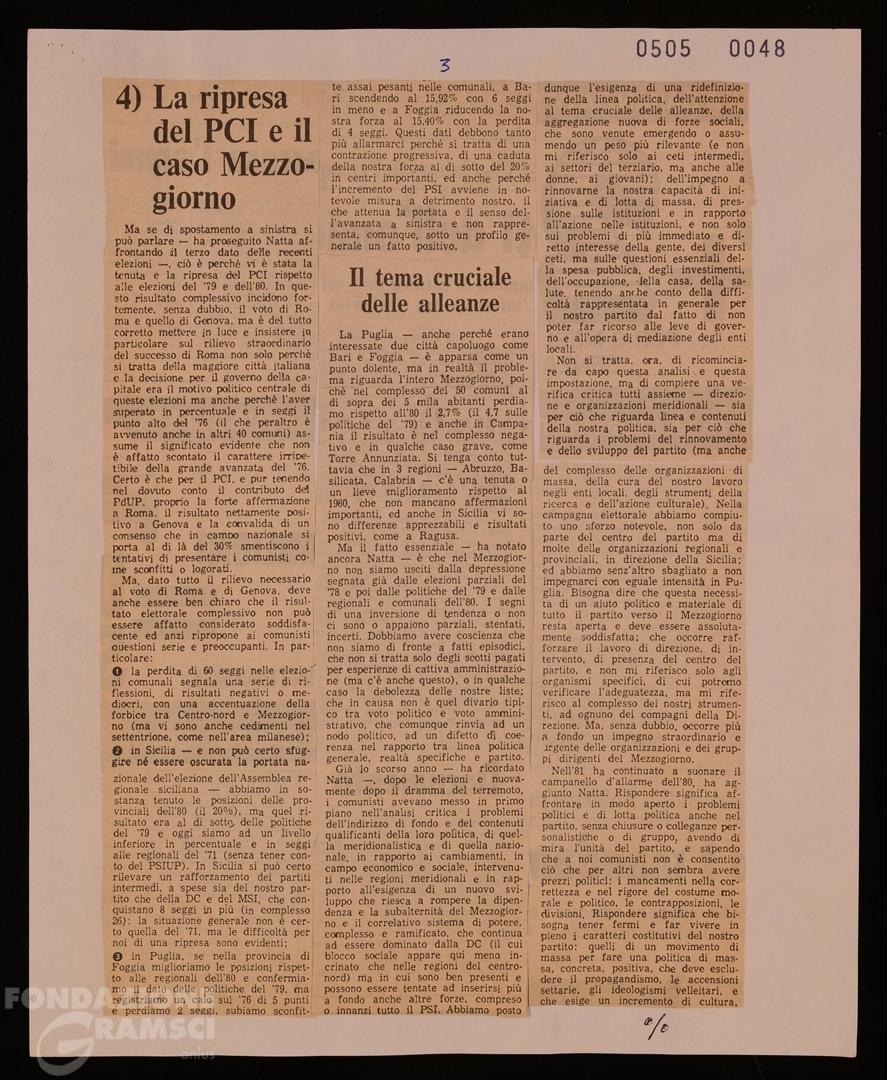 0505 0048
3
4) La ripresa
del PCI e il
caso Mezzo-
giorno
Ma se di spostamento a sinistra si
può parlare — ha proseguito Natta af-
frontando il terzo dato delle recenti
elezioni —, ciò è perché vi è stata la
tenuta e la ripresa del PCI rispetto
alle elezioni del '79 e dell'80. In que-
sto risultato complessivo incidono for-
temente, senza dubbio, il voto di Ro-
ma e quello di Genova, ma è del tutto
corretto mettere in luce e insistere in
particolare sul rilievo straordinario
del successo di Roma non solo perché
si tratta della maggiore città italiana
e la decisione per il governo della ca-
pitale era il motivo politico centrale di
queste elezioni ma anche perché l'aver
superato in percentuale e in seggi il
punto alto del '76 (il che peraltro è
avvenuto anche in altri 40 comuni) as-
sume il significato evidente che non
è affatto scontato il carattere irripe-
tibile della grande avanzata del '76.
Certo è che per il PCI, e pur tenendo
nel dovuto conto il contributo del
PdUP, proprio la forte affermazione
a Roma, il risultato nettamente posi-
tivo a Genova e la convalida di un
consenso che in campo nazionale si
porta al di là del 30% smentiscono i
tentativi di presentare i comunisti co-
me sconfitti o logorati.
Ma, dato tutto il rilievo necessario
al voto di Roma e di Genova, deve
anche essere ben chiaro che il risul-
tato elettorale complessivo non può
essere affatto considerato soddisfa-
cente ed anzi ripropone ai comunisti
questioni serie e preoccupanti. In par-
ticolare:
❶ la perdita di 60 seggi nelle elezio-
ni comunali segnala una serie di ri-
flessioni, di risultati negativi o me-
diocri, con una accentuazione della
forbice tra Centro-nord e Mezzogior-
no (ma vi sono anche cedimenti nel
settentrione, come nell'area milanese);
❷ in Sicilia — e non può certo sfug-
gire né essere oscurata la portata na-
zionale dell'elezione dell'Assemblea re-
gionale siciliana — abbiamo in so-
stanza tenuto le posizioni delle pro-
vinciali dell'80 (il 20%), ma quel ri-
sultato era al di sotto delle politiche
del '79 e oggi siamo ad un livello
inferiore in percentuale e in seggi
alle regionali del '71 (senza tener con-
to del PSIUP). In Sicilia si può certo
rilevare un rafforzamento dei partiti
intermedi, a spese sia del nostro par-
tito che della DC e del MSI, che con-
quistano 8 seggi in più (in complesso
26): la situazione generale non è cer-
to quella del '71, ma le difficoltà per
noi di una ripresa sono evidenti;
❸ in Puglia, se nella provincia di
Foggia miglioriamo le posizioni rispet-
to alle regionali dell'80 e confermia-
mo il dato delle politiche del '79, ma
registriamo un calo sul '76 di 5 punti
e perdiamo 2 seggi, subiamo sconfit-
te assai pesanti nelle comunali, a Ba-
ri scendendo al 15,92% con 6 seggi
in meno e a Foggia riducendo la no-
stra forza al 15,40% con la perdita
di 4 seggi. Questi dati debbono tanto
più allarmarci perché si tratta di una
contrazione progressiva, di una caduta
della nostra forza al di sotto del 20%
in centri importanti, ed anche perché
l'incremento del PSI avviene in no-
tevole misura a detrimento nostro, il
che attenua la portata e il senso del-
l'avanzata a sinistra e non rappre-
senta, comunque, sotto un profilo ge-
nerale un fatto positivo.
Il tema cruciale
delle alleanze
La Puglia — anche perché erano
interessate due città capoluogo come
Bari e Foggia — è apparsa come un
punto dolente, ma in realtà il proble-
ma riguarda l'intero Mezzogiorno, poi-
ché nel complesso dei 50 comuni al
di sopra dei 5 mila abitanti perdia-
mo rispetto all'80 il 2,7% (il 4,7 sulle
politiche del '79) e anche in Campa-
nia il risultato è nel complesso nega-
tivo e in qualche caso grave, come
Torre Annunziata. Si tenga conto tut-
tavia che in 3 regioni — Abruzzo, Ba-
silicata, Calabria — c'è una tenuta o
un lieve miglioramento rispetto al
1980, che non mancano affermazioni
importanti, ed anche in Sicilia vi so-
no differenze apprezzabili e risultati
positivi, come a Ragusa.
Ma il fatto essenziale — ha notato
ancora Natta — è che nel Mezzogior-
no non siamo usciti dalla depressione
segnata già dalle elezioni parziali del
'78 e poi dalle politiche del '79 e dalle
regionali e comunali dell'80. I segni
di una inversione di tendenza o non
ci sono o appaiono parziali, stentati,
incerti. Dobbiamo avere coscienza che
non siamo di fronte a fatti episodici,
che non si tratta solo degli scotti pagati
per esperienze di cattiva amministrazio-
ne (ma c'è anche questo), o in qualche
caso la debolezza delle nostre liste;
che in causa non è quel divario tipi-
co tra voto politico e voto ammini-
strativo, che comunque rinvia ad un
nodo politico, ad un difetto di coe-
renza nel rapporto tra linea politica
generale, realtà specifiche e partito.
Già lo scorso anno — ha ricordato
Natta —, dopo le elezioni e nuova-
mente dopo il dramma del terremoto,
i comunisti avevano messo in primo
piano nell'analisi critica i problemi
dell'indirizzo di fondo e dei contenuti
qualificanti della loro politica, di quel-
la meridionalistica e di quella nazio-
nale, in rapporto ai cambiamenti, in
campo economico e sociale, intervenu-
ti nelle regioni meridionali e in rap-
porto all'esigenza di un nuovo svi-
luppo che riesca a rompere la dipen-
denza e la subalternità del Mezzogior-
no e il correlativo sistema di potere,
complesso e ramificato, che continua
ad essere dominato dalla DC (il cui
blocco sociale appare qui meno in-
crinato che nelle regioni del centro-
nord) ma in cui sono ben presenti e
possono essere tentate ad inserirsi più
a fondo anche altre forze, compreso
o innanzi tutto il PSI. Abbiamo posto
dunque l'esigenza di una ridefinizio-
ne della linea politica, dell'attenzione
al tema cruciale delle alleanze, della
aggregazione nuova di forze sociali,
che sono venute emergendo o assu-
mendo un peso più rilevante (e non
mi riferisco solo ai ceti intermedi,
ai settori del terziario, ma anche alle
donne, ai giovani); dell'impegno a
rinnovarne la nostra capacità di ini-
ziativa e di lotta di massa, di pres-
sione sulle istituzioni e in rapporto
all'azione nelle istituzioni, e non solo
sui problemi di più immediato e di-
retto interesse della gente, dei diversi
ceti, ma sulle questioni essenziali del-
la spesa pubblica, degli investimenti,
dell'occupazione, della casa, della sa-
lute, tenendo anche conto della diffi-
coltà rappresentata in generale per
il nostro partito dal fatto di non
poter far ricorso alle leve di gover-
no e all'opera di mediazione degli enti
locali.
Non si tratta, ora, di ricomincia-
re da capo questa analisi e questa
impostazione, ma di compiere una ve-
rifica critica tutti assieme — direzio-
ne e organizzazioni meridionali — sia
per ciò che riguarda linea e contenuti
della nostra politica, sia per ciò che
riguarda i problemi del rinnovamento
e dello sviluppo del partito (ma anche
del complesso delle organizzazioni di
massa, della cura del nostro lavoro
negli enti locali, degli strumenti della
ricerca e dell'azione culturale). Nella
campagna elettorale abbiamo compiu-
to uno sforzo notevole, non solo da
parte del centro del partito ma di
molte delle organizzazioni regionali e
provinciali, in direzione della Sicilia;
ed abbiamo senz'altro sbagliato a non
impegnarci con eguale intensità in Pu-
glia. Bisogna dire che questa necessi-
tà di un aiuto politico e materiale di
tutto il partito verso il Mezzogiorno
resta aperta e deve essere assoluta-
mente soddisfatta; che occorre raf-
forzare il lavoro di direzione, di in-
tervento, di presenza del centro del
partito, e non mi riferisco solo agli
organismi specifici, di cui potremo
verificare l'adeguatezza, ma mi rife-
risco al complesso dei nostri strumen-
ti, ad ognuno dei compagni della Di-
rezione. Ma, senza dubbio, occorre più
a fondo un impegno straordinario e
urgente delle organizzazioni e dei grup-
pi dirigenti del Mezzogiorno.
Nell'81 ha continuato a suonare il
campanello d'allarme dell'80, ha ag-
giunto Natta. Rispondere significa af-
frontare in modo aperto i problemi
politici e di lotta politica anche nel
partito, senza chiusure o colleganze per-
sonalistiche o di gruppo, avendo di
mira l'unità del partito, e sapendo
che a noi comunisti non è consentito
ciò che per altri non sembra avere
prezzi politici: i mancamenti nella cor-
rettezza e nel rigore del costume mo-
rale e politico, le contrapposizioni, le
divisioni. Rispondere significa che bi-
sogna tener fermi e far vivere in
pieno i caratteri costitutivi del nostro
partito: quelli di un movimento di
massa per fare una politica di mas-
sa, concreta, positiva, che deve esclu-
dere il propagandismo, le accensioni
settarie, gli ideologismi velleitari, e
che esige un incremento di cultura,
%
FONDAZIONE
GRAMSCI
onlus